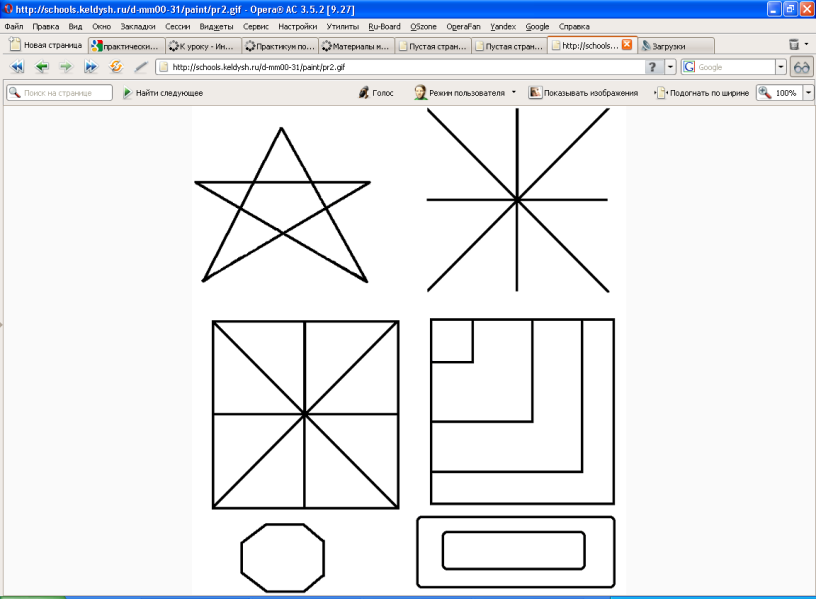 http://schools.keldysh.ru/d-mm00-31/paint/pr2.gif - Opera® AC 3.5.2 [9.27]
Файл Правка Вид Окно Закладки Сессии Виджеты Сервис Настройки Утилиты Ru-Board OSzone OperaFan Yandex Google Справка
Новая страница практически... К уроку - Ин... Практикум по... Материалы м... Пустая стран... Пустая стран... http://schools... Загрузки
http://schools.keldysh.ru/d-mm00-31/paint/pr2.gif ? G Google
Поиск на странице Найти следующее Голос Режим пользователя Показывать изображения Подогнать по ширине 100%